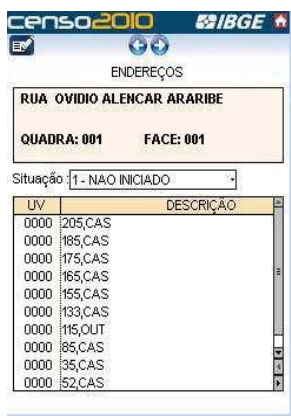 censo2010 IBGE
ENDEREÇOS
RUA OVIDIO ALENCAR ARARIBE
QUADRA: 001 FACE: 001
Situação : 1 - NAO INICIADO
UV DESCRIÇÃO
0000 205,CAS
0000 185,CAS
0000 175,CAS
0000 165,CAS
0000 155,CAS
0000 133,CAS
0000 115,OUT
0000 85,CAS
0000 35,CAS
0000 52,CAS